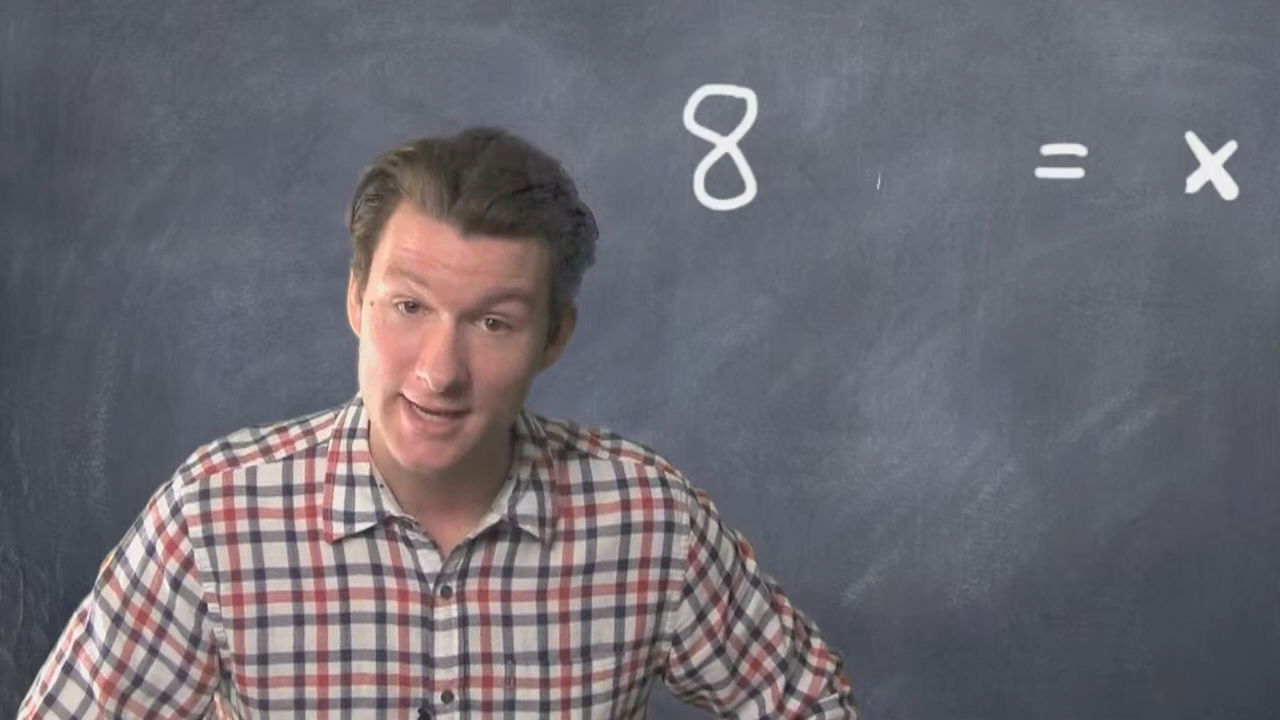 8 = x